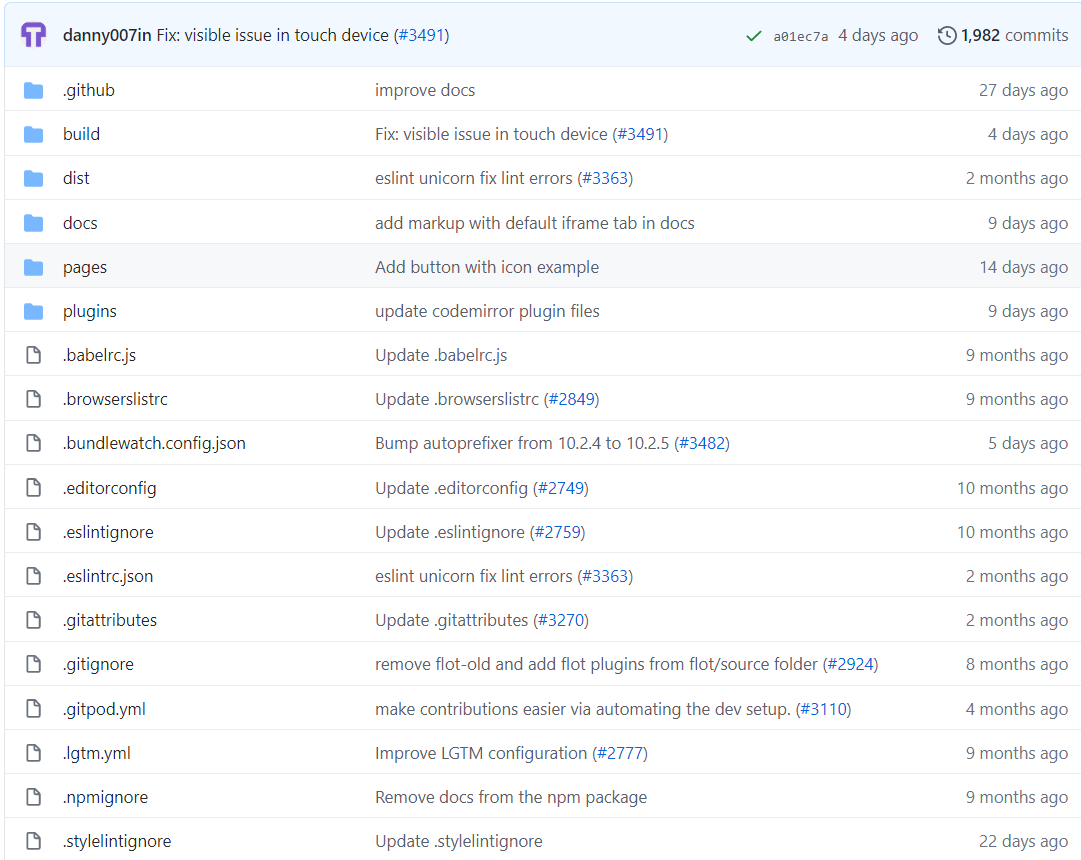 danny007in Fix: visible issue in touch device (#3491) a01ec7a 4 days ago 1,982 commits
.github improve docs 27 days ago
build Fix: visible issue in touch device (#3491) 4 days ago
dist eslint unicorn fix lint errors (#3363) 2 months ago
docs add markup with default iframe tab in docs 9 days ago
pages Add button with icon example 14 days ago
plugins update codemirror plugin files 9 days ago
.babelrc.js Update .babelrc.js 9 months ago
.browserslistrc Update .browserslistrc (#2849) 9 months ago
.bundlewatch.config.json Bump autoprefixer from 10.2.4 to 10.2.5 (#3482) 5 days ago
.editorconfig Update .editorconfig (#2749) 10 months ago
.eslintignore Update .eslintignore (#2759) 10 months ago
.eslintrc.json eslint unicorn fix lint errors (#3363) 2 months ago
.gitattributes Update .gitattributes (#3270) 2 months ago
.gitignore remove flot-old and add flot plugins from flot/source folder (#2924) 8 months ago
.gitpod.yml make contributions easier via automating the dev setup. (#3110) 4 months ago
.lgtm.yml Improve LGTM configuration (#2777) 9 months ago
.npmignore Remove docs from the npm package 9 months ago
.stylelintignore Update .stylelintignore 22 days ago